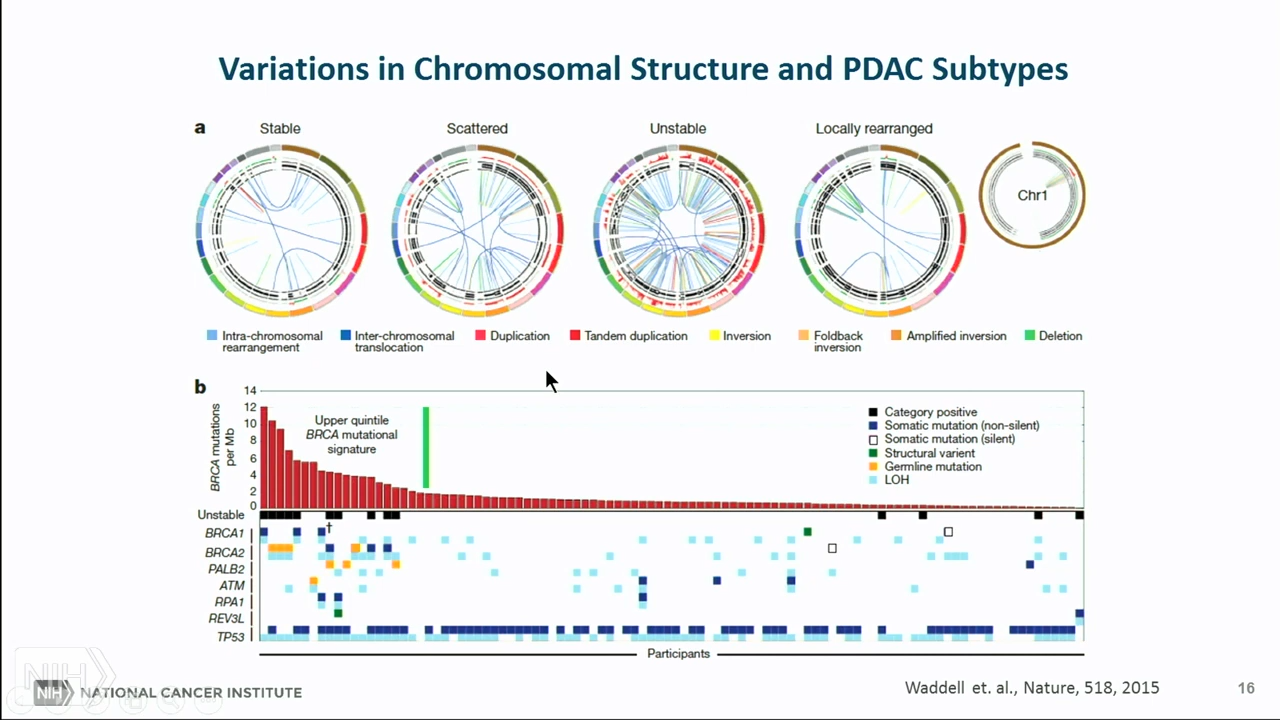 Variations in Chromosomal Structure and PDAC Subtypes
a
Stable
Scattered
Unstable
Locally rearranged
Chr1
Intra-chromosomal
rearrangement
Inter-chromosomal
translocation
Duplication
Tandem duplication
Inversion
Foldback
inversion
Amplified inversion
Deletion
b
BRCA mutations
per Mb
14
12
10
8
6
4
2
0
Upper quintile
BRCA mutational
signature
Category positive
Somatic mutation (non-silent)
Somatic mutation (silent)
Structural varient
Germline mutation
LOH
Unstable
†
BRCA1
BRCA2
PALB2
ATM
RPA1
REV3L
TP53
Participants
NIH
NIH NATIONAL CANCER INSTITUTE
Waddell et. al., Nature, 518, 2015
16